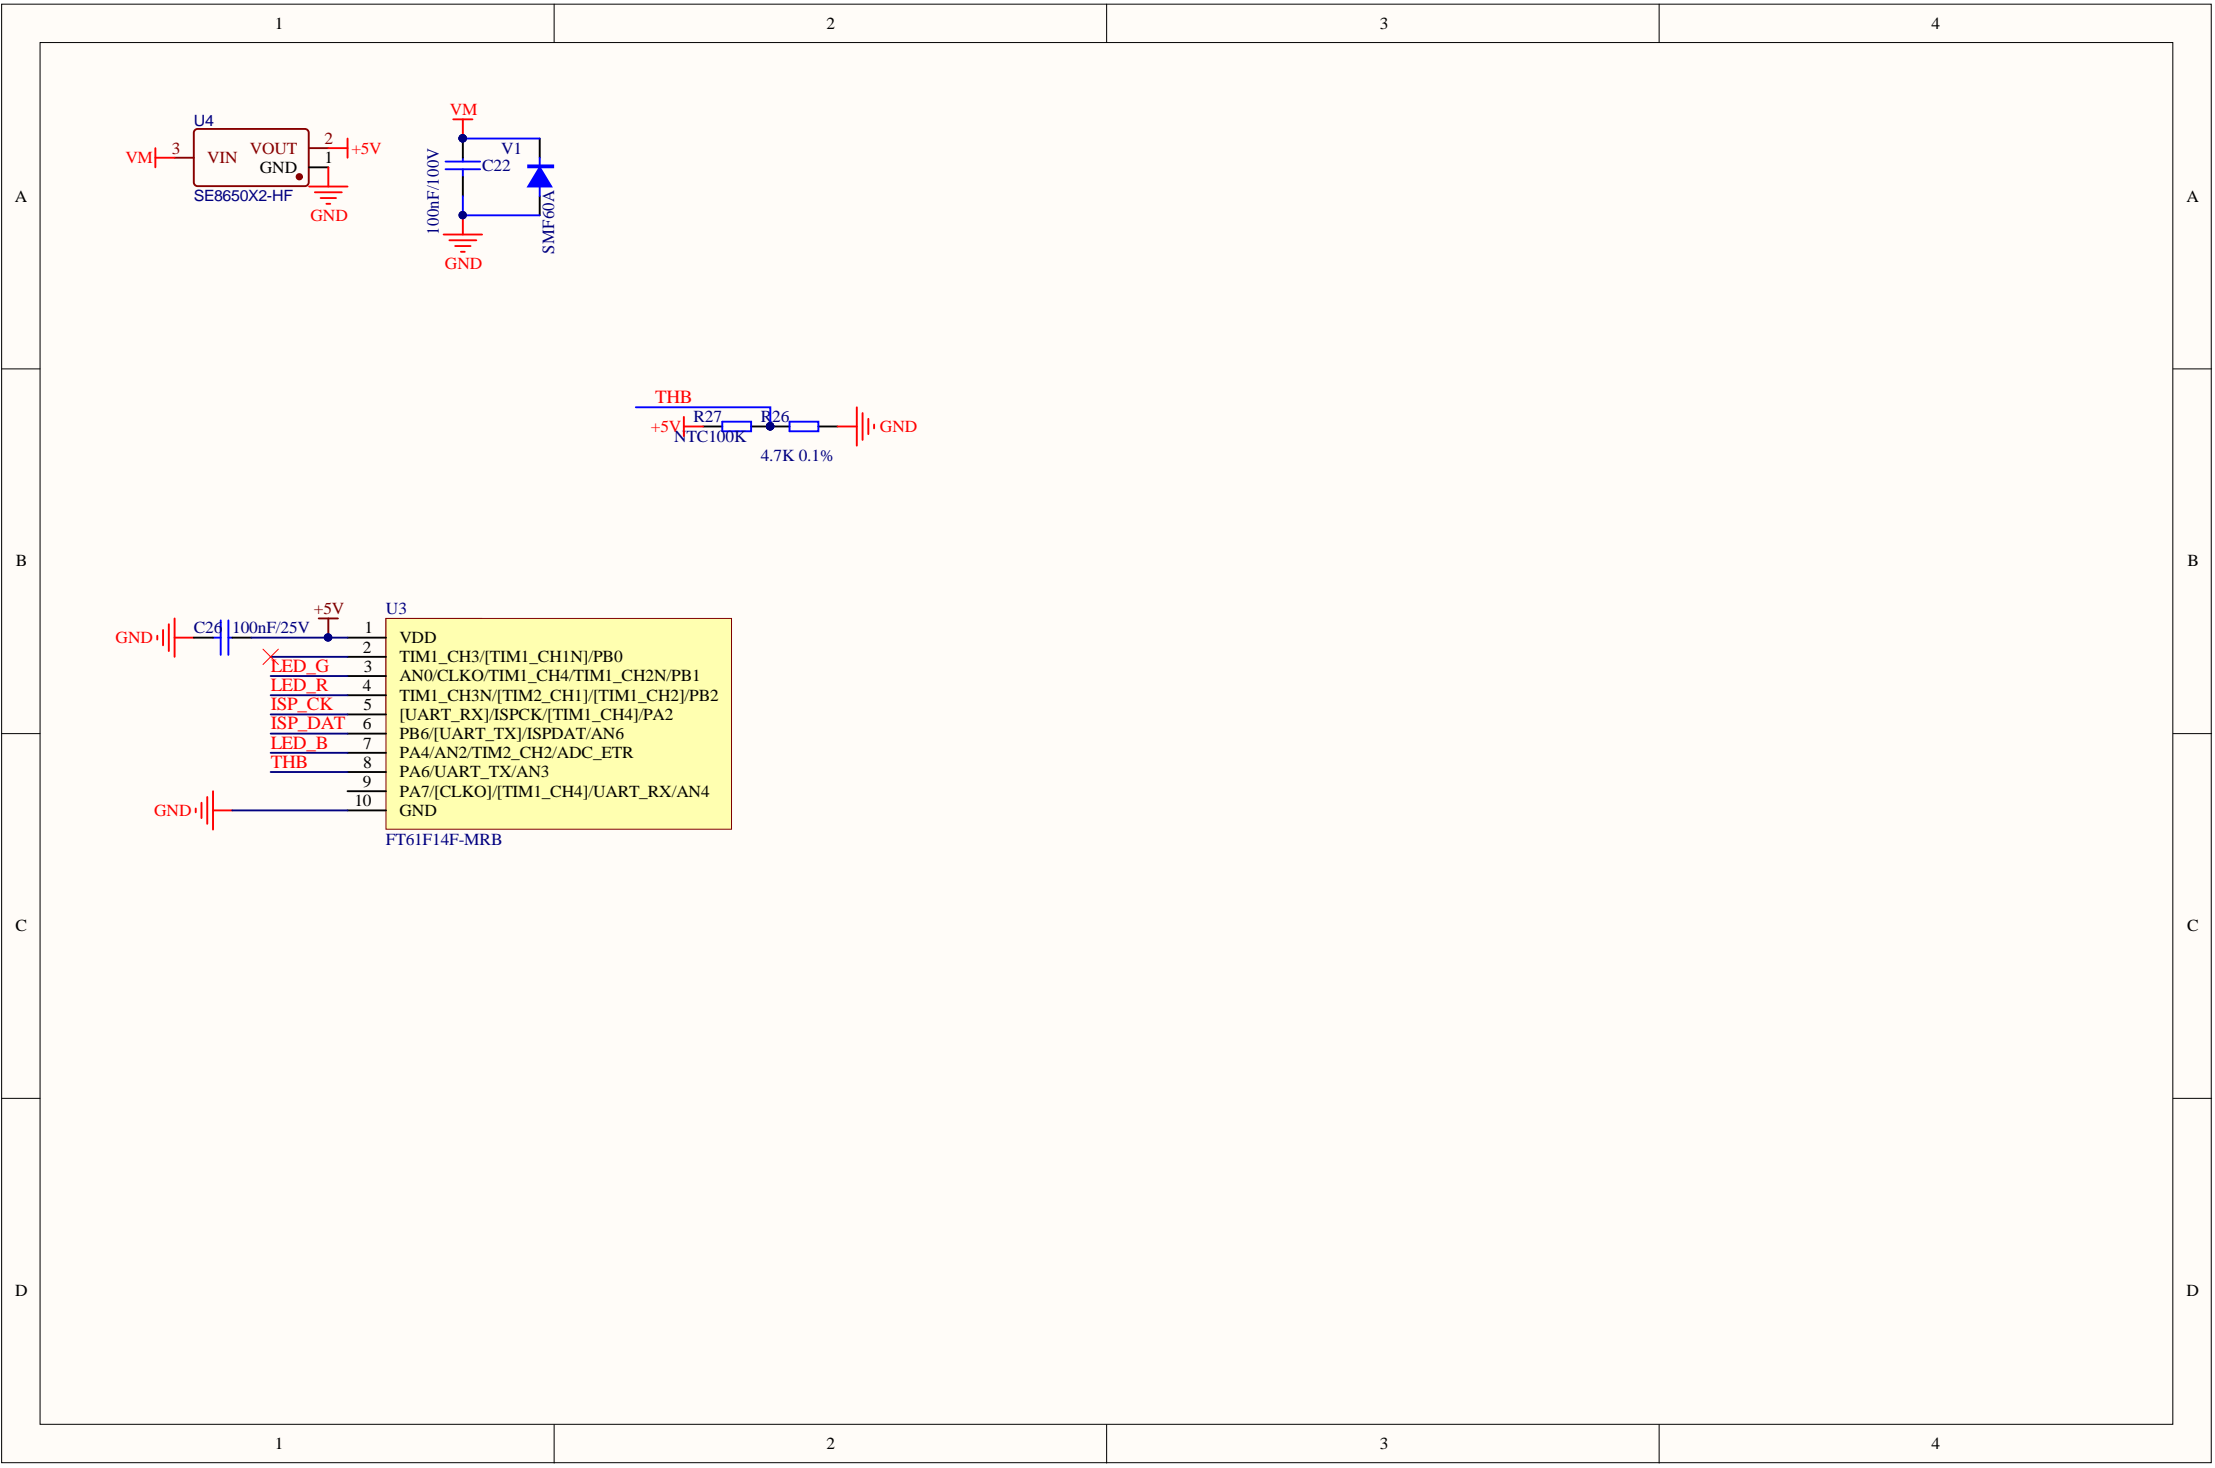 1 2 3 4
A A
U4
VM 3 VIN VOUT 2 +5V
GND 1
SE8650X2-HF
GND
VM
V1
C22
100nF/100V
SMF60A
GND
THB
R27 R26
+5V GND
NTC100K
4.7K 0.1%
B B
+5V U3
GND C26 100nF/25V 1 VDD
2 TIM1_CH3/[TIM1_CH1N]/PB0
LED_G 3 AN0/CLKO/TIM1_CH4/TIM1_CH2N/PB1
LED_R 4 TIM1_CH3N/[TIM2_CH1]/[TIM1_CH2]/PB2
ISP_CK 5 [UART_RX]/ISPCK/[TIM1_CH4]/PA2
ISP_DAT 6 PB6/[UART_TX]/ISPDAT/AN6
LED_B 7 PA4/AN2/TIM2_CH2/ADC_ETR
THB 8 PA6/UART_TX/AN3
9 PA7/[CLKO]/[TIM1_CH4]/UART_RX/AN4
GND 10 GND
FT61F14F-MRB
C C
D D
1 2 3 4